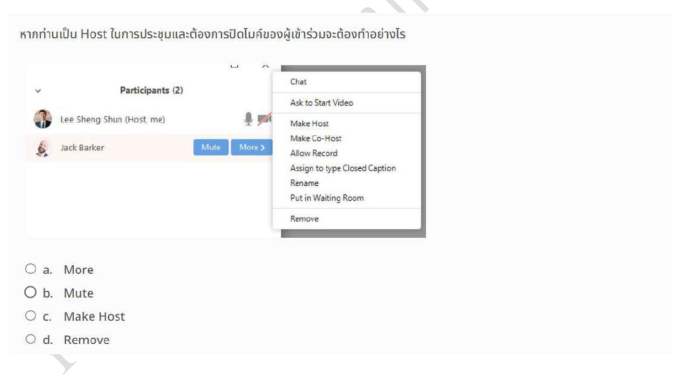 หากท่านเป็น Host ในการประชุมและต้องการปิดไมค์ของผู้เข้าร่วมจะต้องทำอย่างไร
Participants (2)
Lee Sheng Shun (Host, me)
Jack Barker
Mute
More
Chat
Ask to Start Video
Make Host
Make Co-Host
Allow Record
Assign to type Closed Caption
Rename
Put in Waiting Room
Remove
a. More
b. Mute
c. Make Host
d. Remove